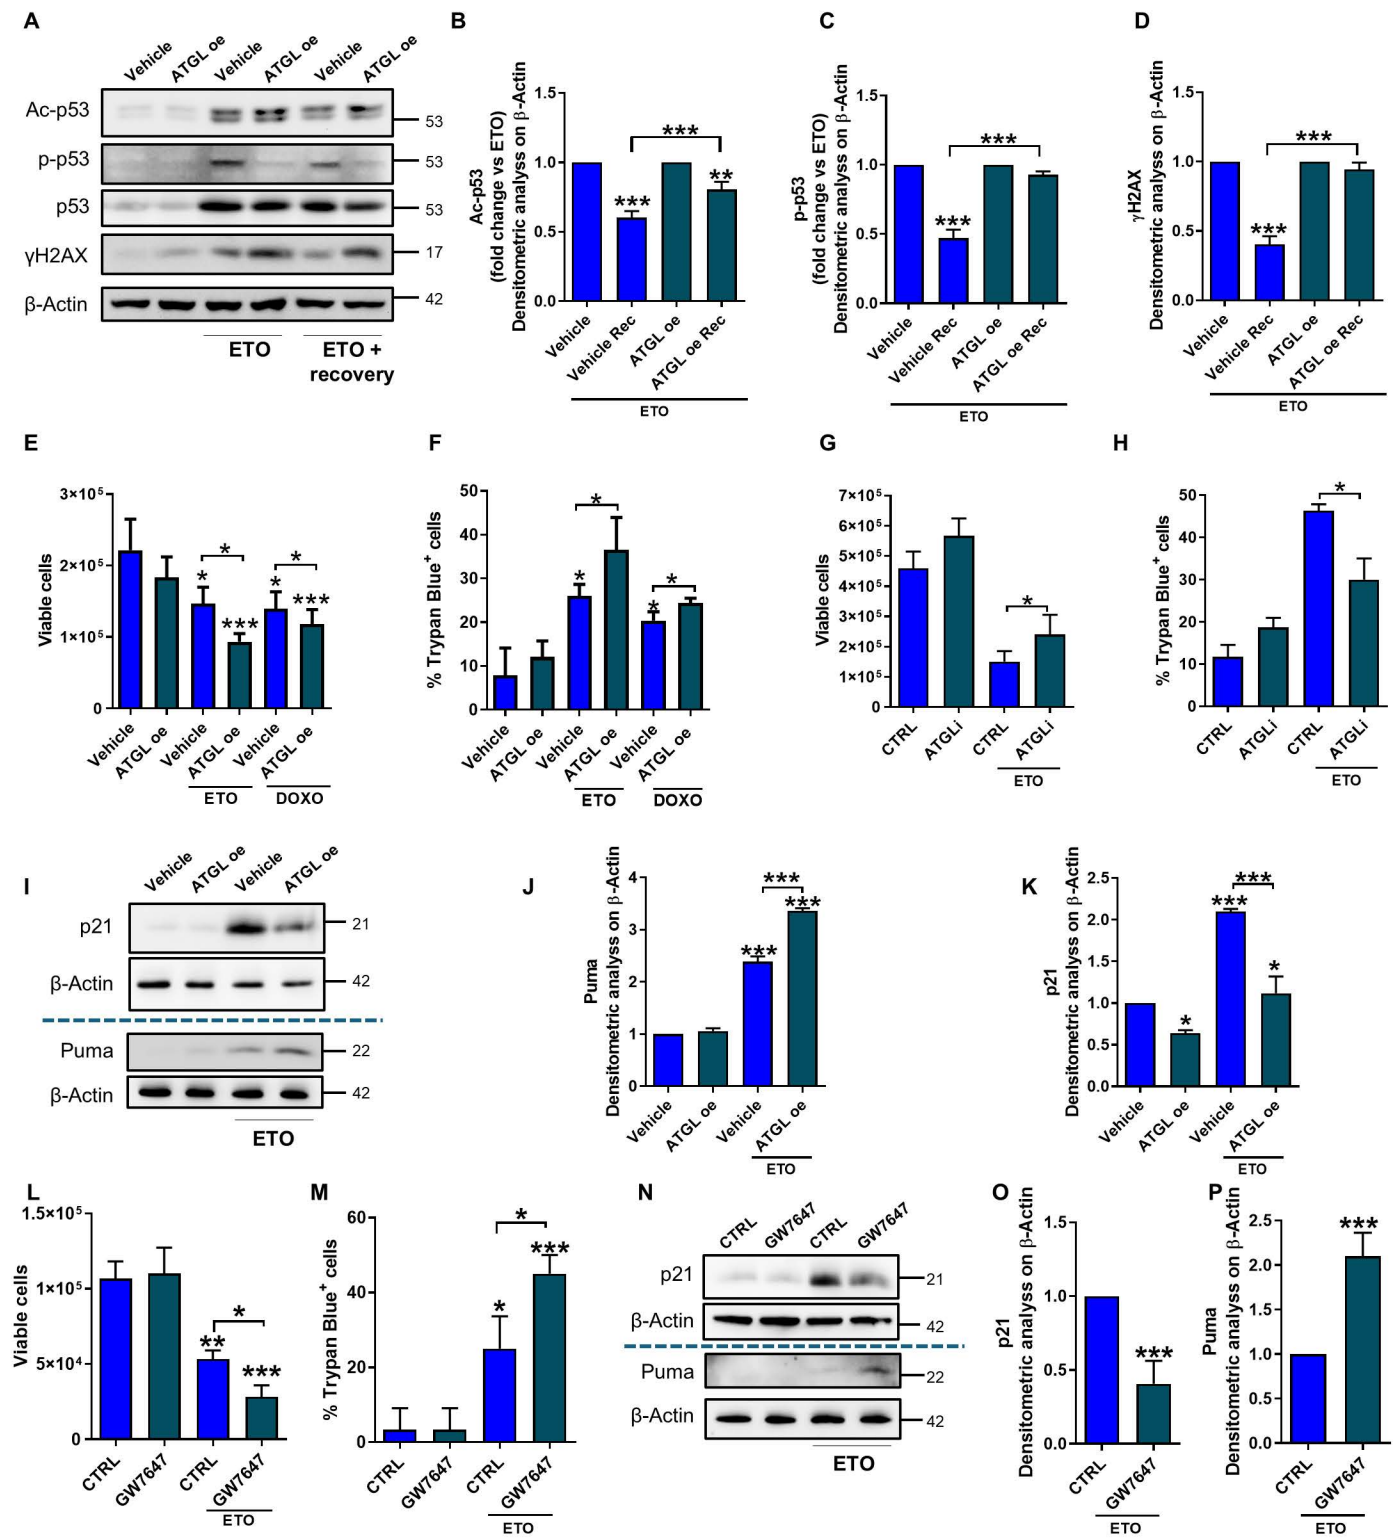 A
Vehicle
ATGL oe
Vehicle
ATGL oe
Vehicle
ATGL oe
Ac-p53
53
p-p53
53
p53
53
γH2AX
17
β-Actin
42
ETO
ETO +
recovery
B
Ac-p53
(fold change vs ETO)
Densitometric analyss on β-Actin
1.5
1.0
0.5
0.0
***
***
**
Vehicle
Vehicle Rec
ATGL oe
ATGL oe Rec
ETO
C
p-p53
(fold change vs ETO)
Densitometric analyss on β-Actin
1.5
1.0
0.5
0.0
***
***
Vehicle
Vehicle Rec
ATGL oe
ATGL oe Rec
ETO
D
γH2AX
Densitometric analyss on β-Actin
1.5
1.0
0.5
0.0
***
***
Vehicle
Vehicle Rec
ATGL oe
ATGL oe Rec
ETO
E
Viable cells
3×10⁵
2×10⁵
1×10⁵
0
*
*
***
*
*
***
Vehicle
ATGL oe
Vehicle
ATGL oe
Vehicle
ATGL oe
ETO
DOXO
F
% Trypan Blue⁺ cells
50
40
30
20
10
0
*
*
*
*
Vehicle
ATGL oe
Vehicle
ATGL oe
Vehicle
ATGL oe
ETO
DOXO
G
Viable cells
7×10⁵
6×10⁵
5×10⁵
4×10⁵
3×10⁵
2×10⁵
1×10⁵
0
*
CTRL
ATGLi
CTRL
ATGLi
ETO
H
% Trypan Blue⁺ cells
50
40
30
20
10
0
*
CTRL
ATGLi
CTRL
ATGLi
ETO
I
Vehicle
ATGL oe
Vehicle
ATGL oe
p21
21
β-Actin
42
Puma
22
β-Actin
42
ETO
J
Puma
Densitometric analyss on β-Actin
4
3
2
1
0
***
***
***
Vehicle
ATGL oe
Vehicle
ATGL oe
ETO
K
p21
Densitometric analyss on β-Actin
2.5
2.0
1.5
1.0
0.5
0.0
***
***
*
*
Vehicle
ATGL oe
Vehicle
ATGL oe
ETO
L
Viable cells
1.5×10⁵
1×10⁵
5×10⁴
0
*
**
***
CTRL
GW7647
CTRL
GW7647
ETO
M
% Trypan Blue⁺ cells
60
40
20
0
*
*
***
CTRL
GW7647
CTRL
GW7647
ETO
N
CTRL
GW7647
CTRL
GW7647
p21
21
β-Actin
42
Puma
22
β-Actin
42
ETO
O
p21
Densitometric analyss on β-Actin
1.5
1.0
0.5
0.0
***
CTRL
GW7647
ETO
P
Puma
Densitometric analyss on β-Actin
2.5
2.0
1.5
1.0
0.5
0.0
***
CTRL
GW7647
ETO